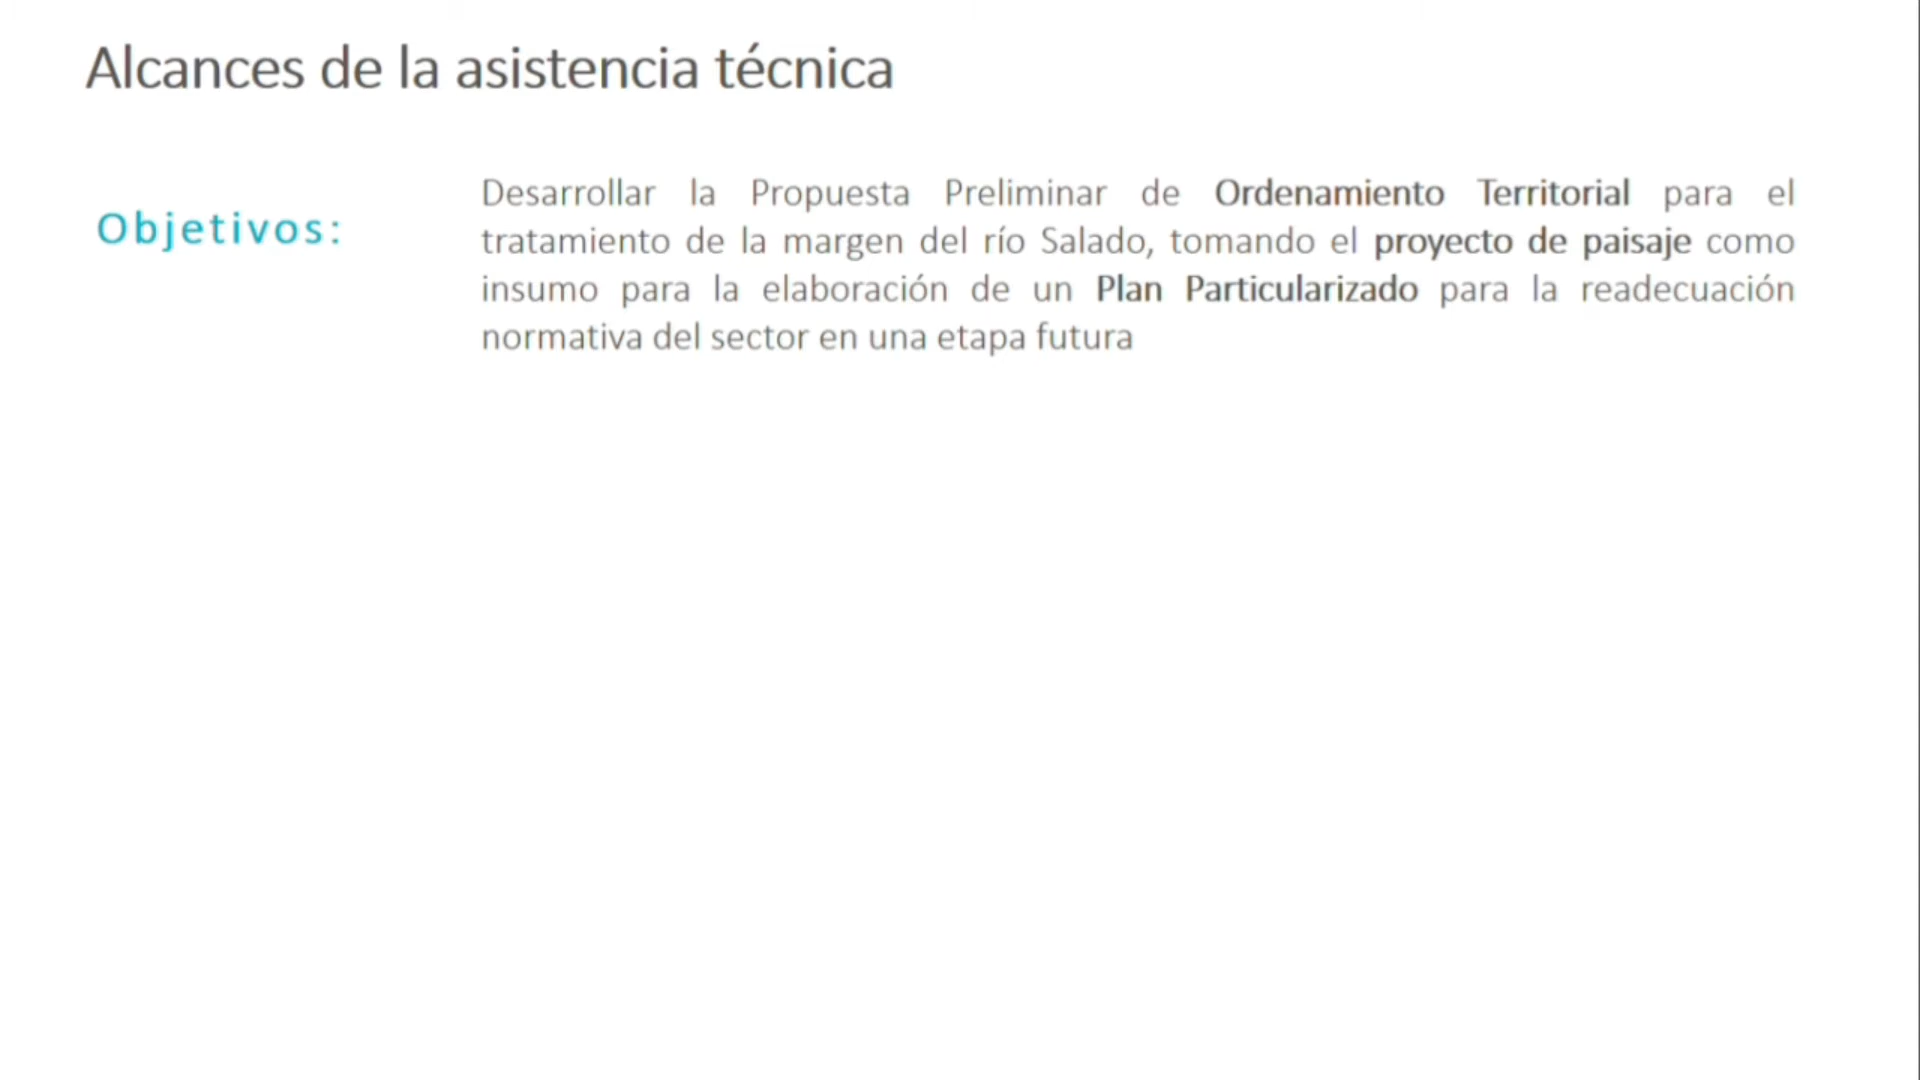 Alcances de la asistencia técnica
Objetivos:
Desarrollar la Propuesta Preliminar de Ordenamiento Territorial para el
tratamiento de la margen del río Salado, tomando el proyecto de paisaje como
insumo para la elaboración de un Plan Particularizado para la readecuación
normativa del sector en una etapa futura